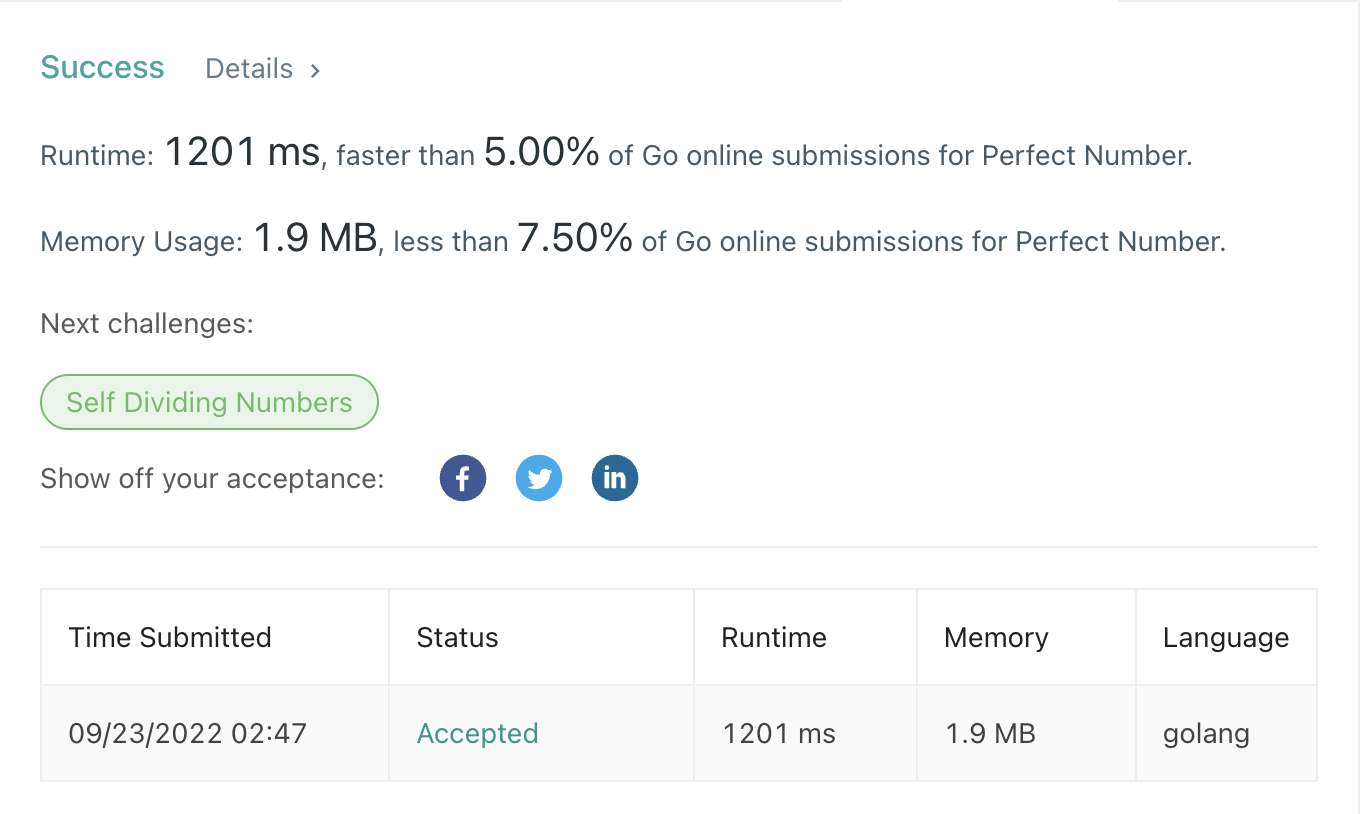 Success Details >
Runtime: 1201 ms, faster than 5.00% of Go online submissions for Perfect Number.
Memory Usage: 1.9 MB, less than 7.50% of Go online submissions for Perfect Number.
Next challenges:
Self Dividing Numbers
Show off your acceptance: f in
Time Submitted Status Runtime Memory Language
09/23/2022 02:47 Accepted 1201 ms 1.9 MB golang